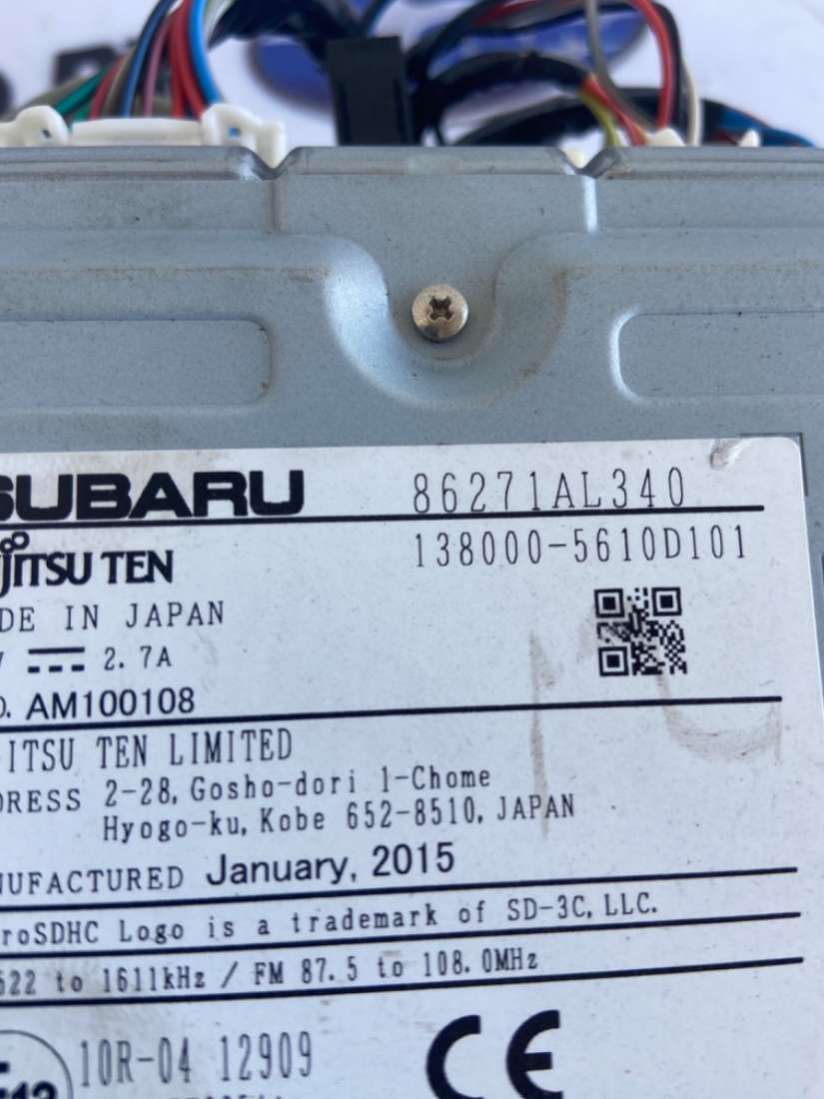 SUBARU 86271AL340
JITSU TEN 138000-5610D101
DE IN JAPAN
2.7A
O. AM100108
ITSU TEN LIMITED
DRESS 2-28, Gosho-dori 1-Chome
Hyogo-ku, Kobe 652-8510, JAPAN
NUFACTURED January, 2015
roSDHC Logo is a trademark of SD-3C, LLC.
522 to 1611kHz / FM 87.5 to 108.0MHz
10R-04 12909
CE